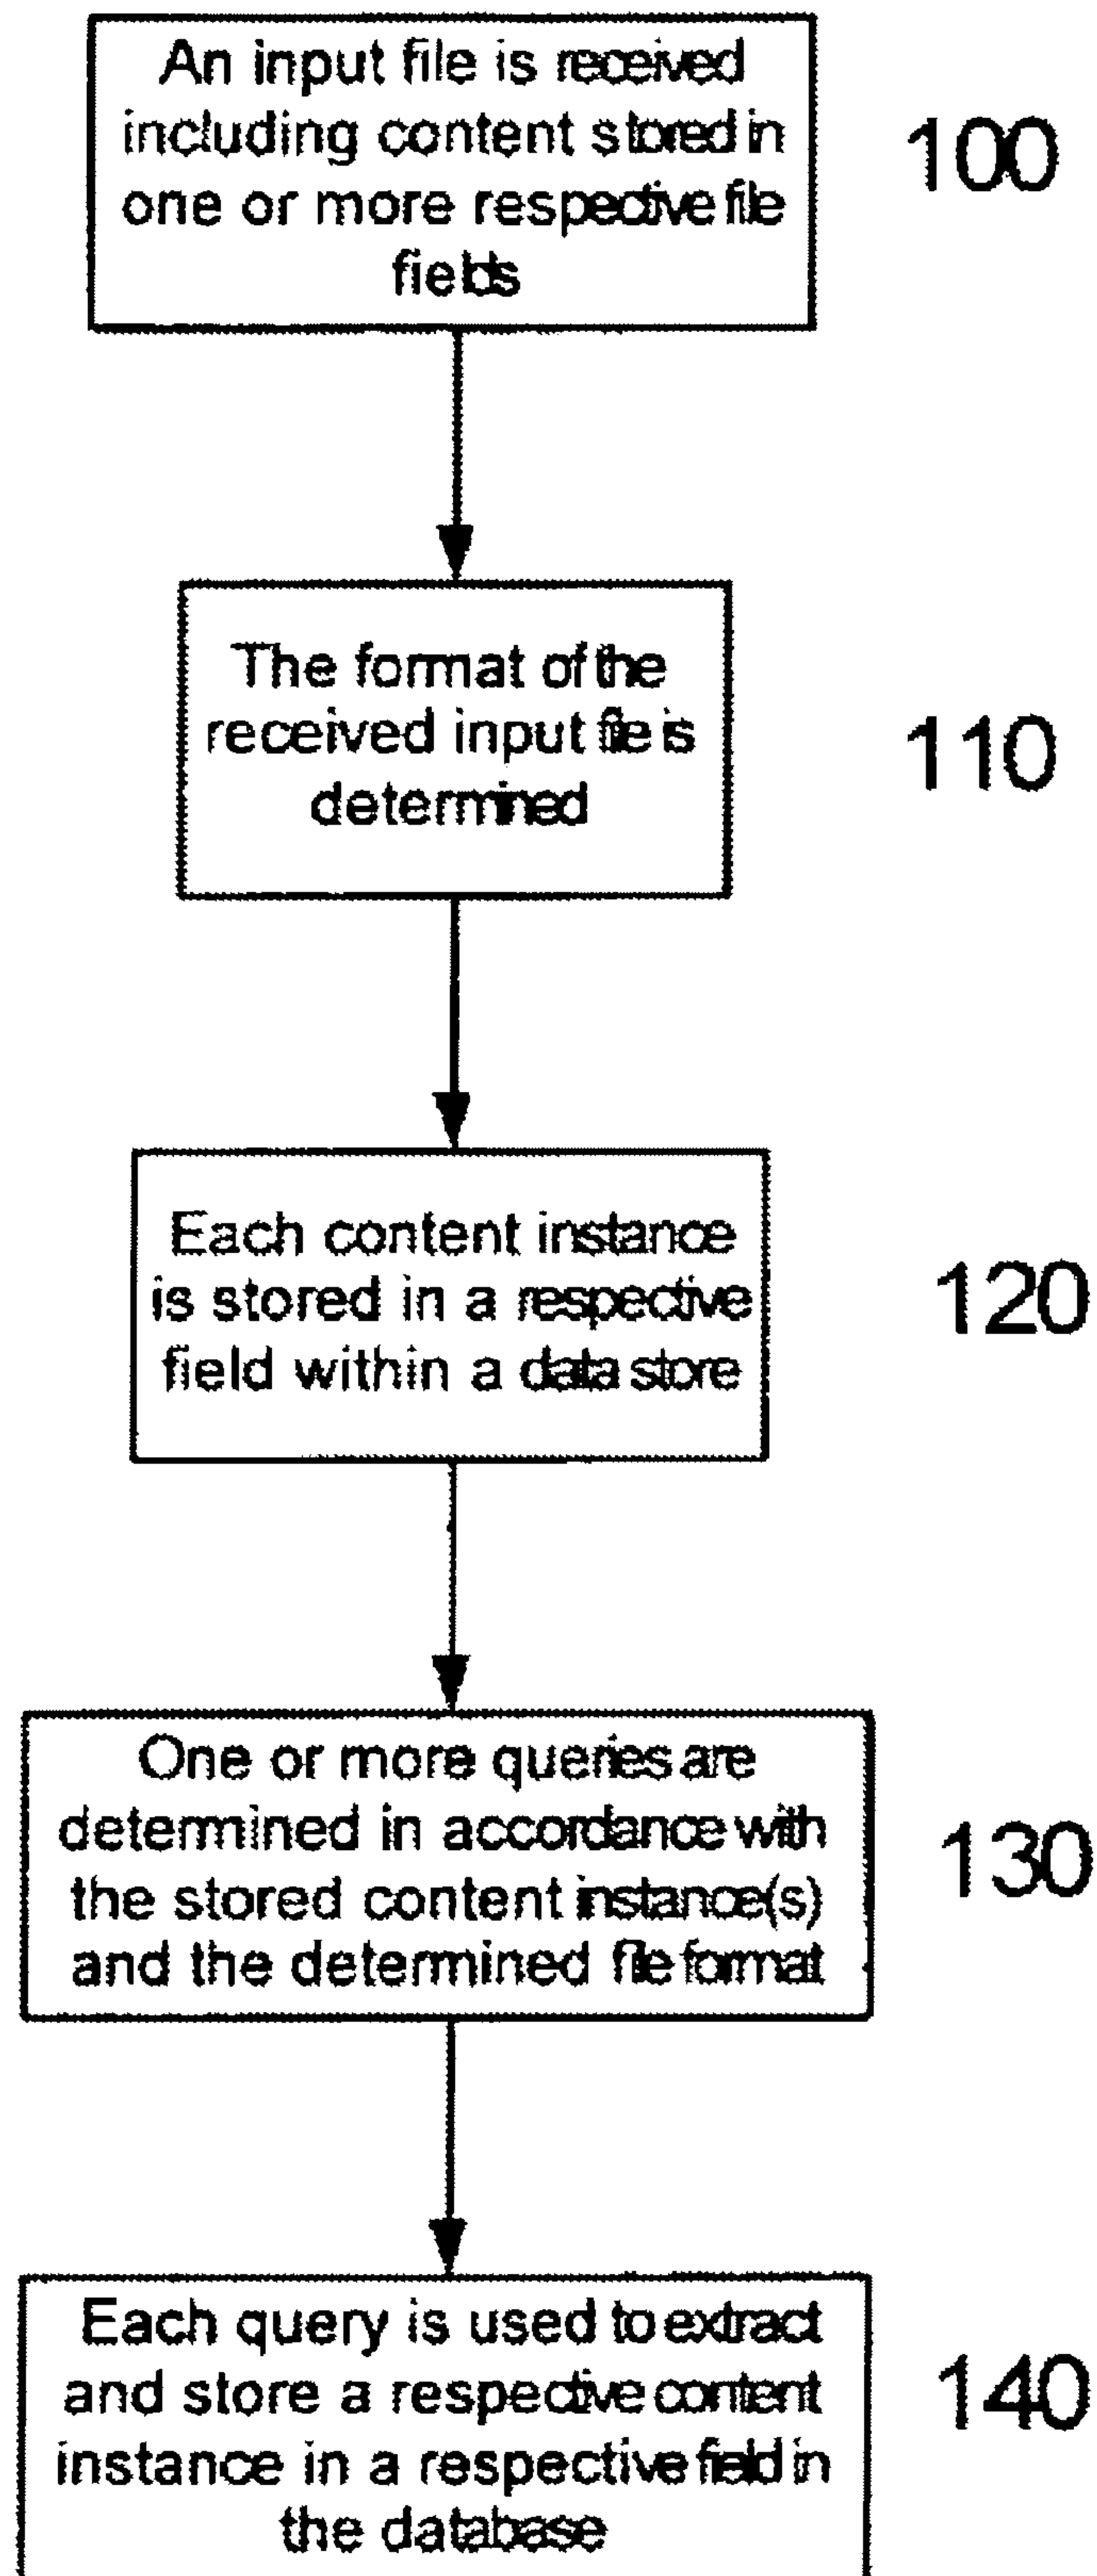 An input file is received
including content stored in
one or more respective file
fields
100
The format of the
received input file is
determined
110
Each content instance
is stored in a respective
field within a data store
120
One or more queries are
determined in accordance with
the stored content instance(s)
and the determined file format
130
Each query is used to extract
and store a respective content
instance in a respective field in
the database
140